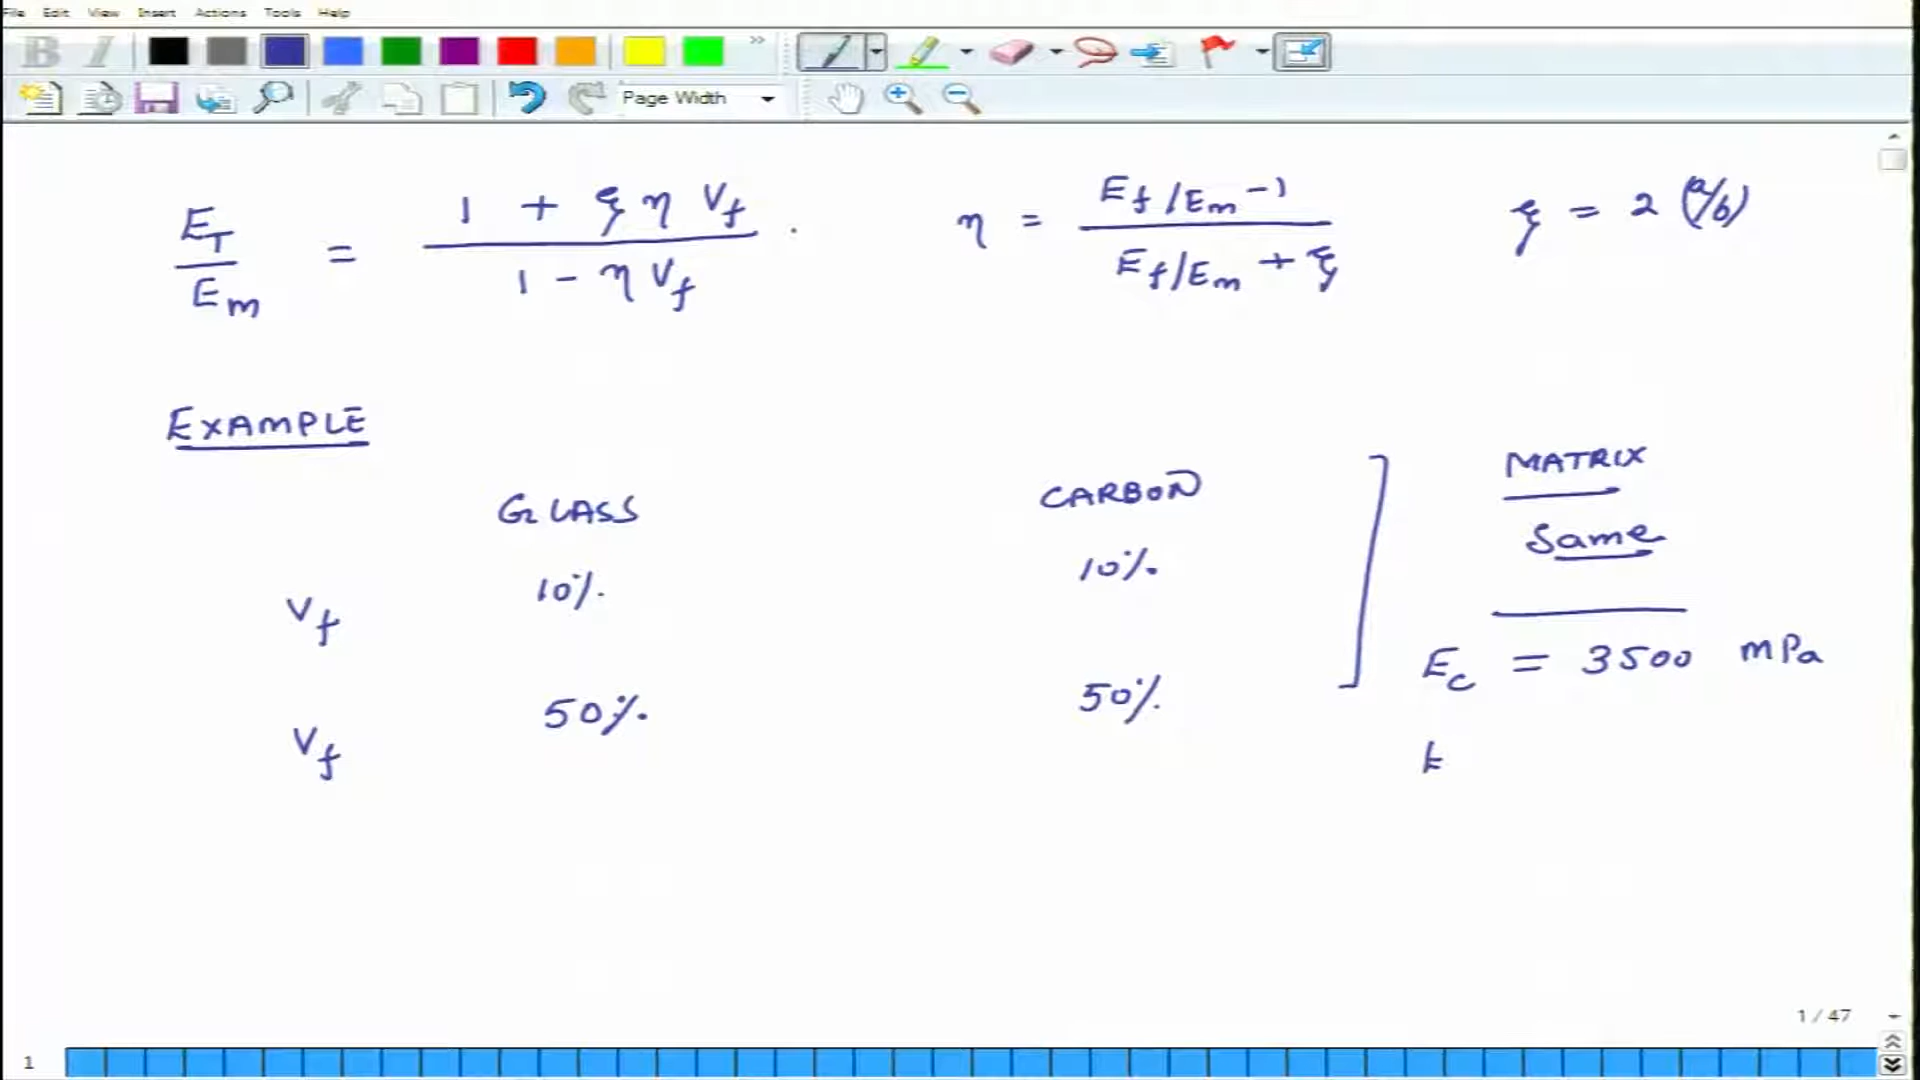 File Edit View Insert Actions Tools Help
B I
Page Width
E_T / E_m = (1 + ξ η V_f) / (1 - η V_f) . η = (E_f/E_m -1) / (E_f/E_m + ξ) ξ = 2 (a/b)
EXAMPLE
GLASS CARBON MATRIX
V_f 10% 10% Same
V_f 50% 50% E_c = 3500 mPa
E
1 / 47
1